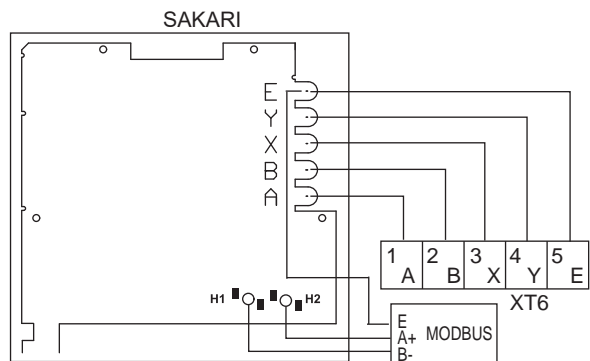 SAKARI
E
Y
X
B
A
1 A 2 B 3 X 4 Y 5 E
XT6
H1 H2
E
A+ MODBUS
B-